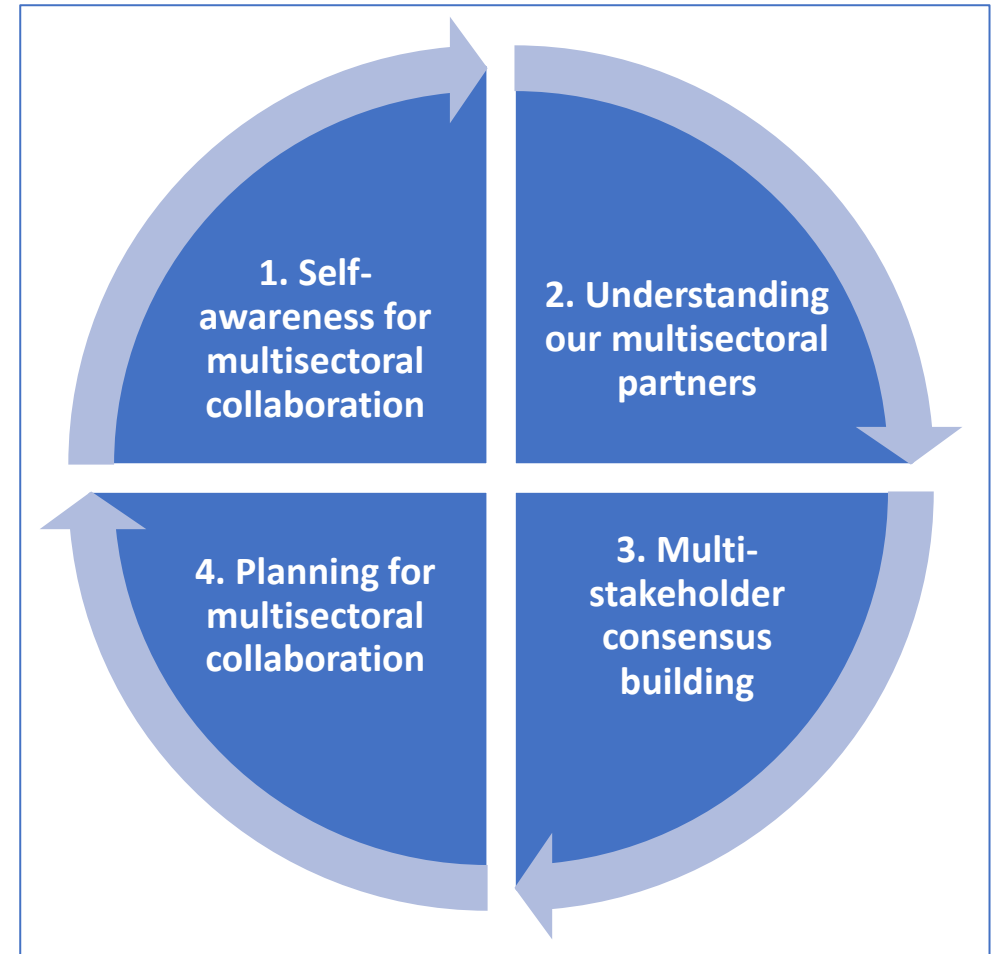 1. Self-
awareness for
multisectoral
collaboration
2. Understanding
our multisectoral
partners
3. Multi-
stakeholder
consensus
building
4. Planning for
multisectoral
collaboration